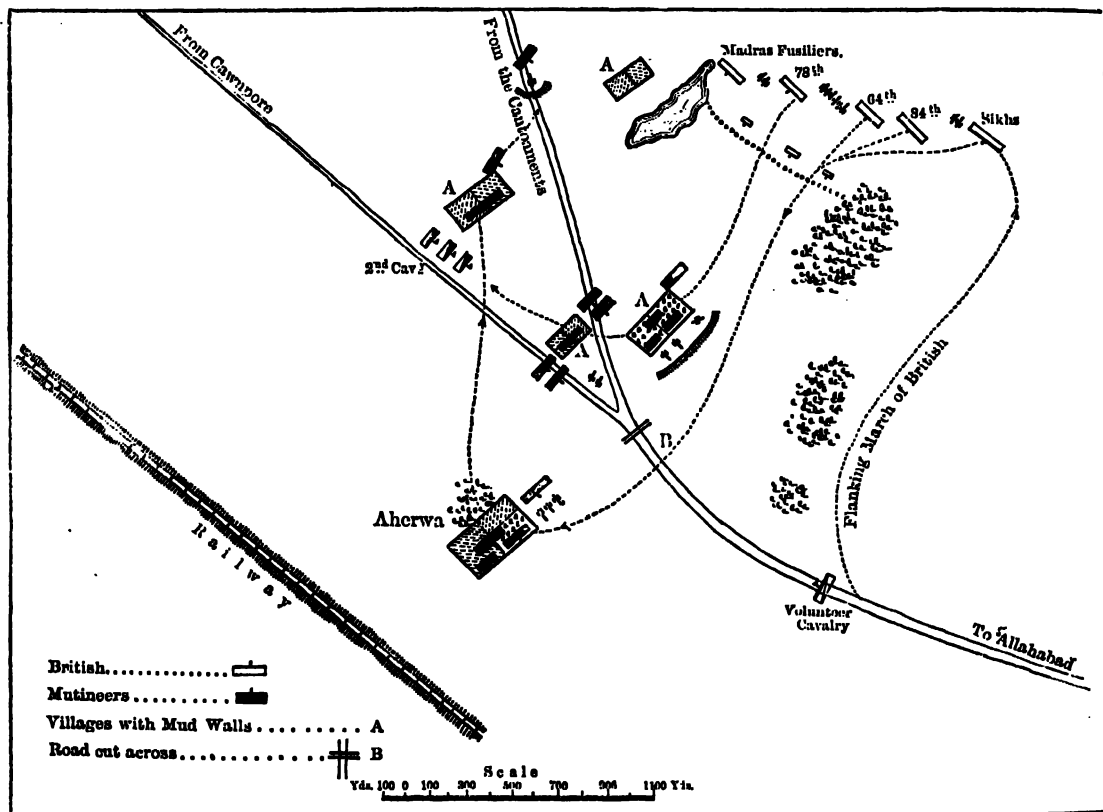 From Cawnpore
From the Cantonments
A
Madras Fusiliers.
78th
64th
84th
Sikhs
A
2nd Cavy
A
A
B
Flanking March of British
Aherwa
Railway
Volunteer
Cavalry
To Allahabad
British
Mutineers
Villages with Mud Walls A
Road cut across B
Scale
Yds. 100 0 100 300 500 700 900 1100 Yds.